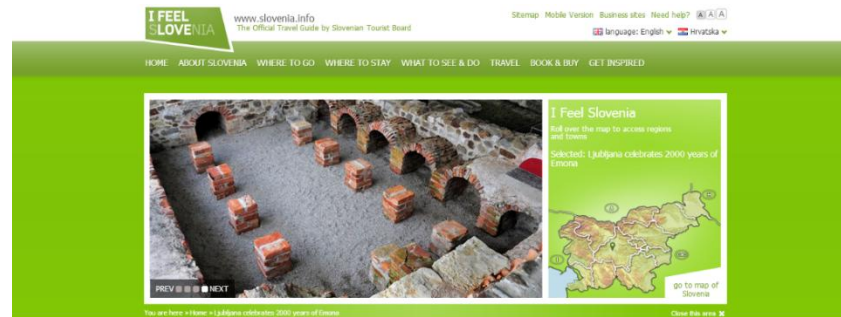 I FEEL
SLOVENIA
www.slovenia.info
The Official Travel Guide by Slovenian Tourist Board
Sitemap Mobile Version Business sites Need help? A A A
language: English Hrvatska
HOME ABOUT SLOVENIA WHERE TO GO WHERE TO STAY WHAT TO SEE & DO TRAVEL BOOK & BUY GET INSPIRED
I Feel Slovenia
Roll over the map to access regions
and towns
Selected: Ljubljana celebrates 2000 years of
Emona
PREV NEXT
go to map of
Slovenia
You are here » Home » Ljubljana celebrates 2000 years of Emona
Close this area X